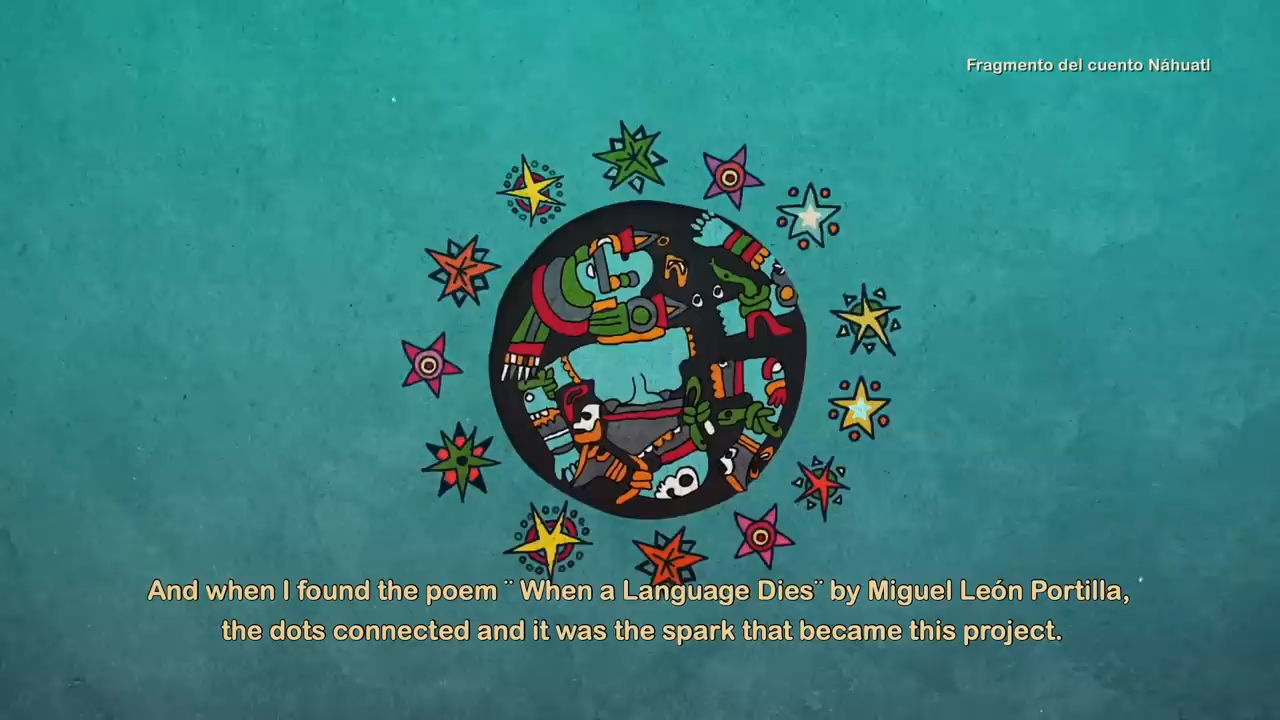 Fragmento del cuento Náhuatl
And when I found the poem ¨ When a Language Dies¨ by Miguel León Portilla,
the dots connected and it was the spark that became this project.